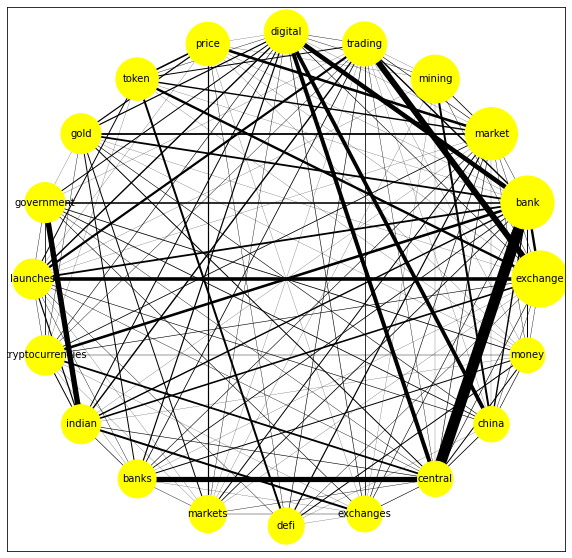 digital
price
trading
token
mining
gold
market
government
bank
launches
exchange
cryptocurrencies
money
indian
china
banks
central
markets
exchanges
defi